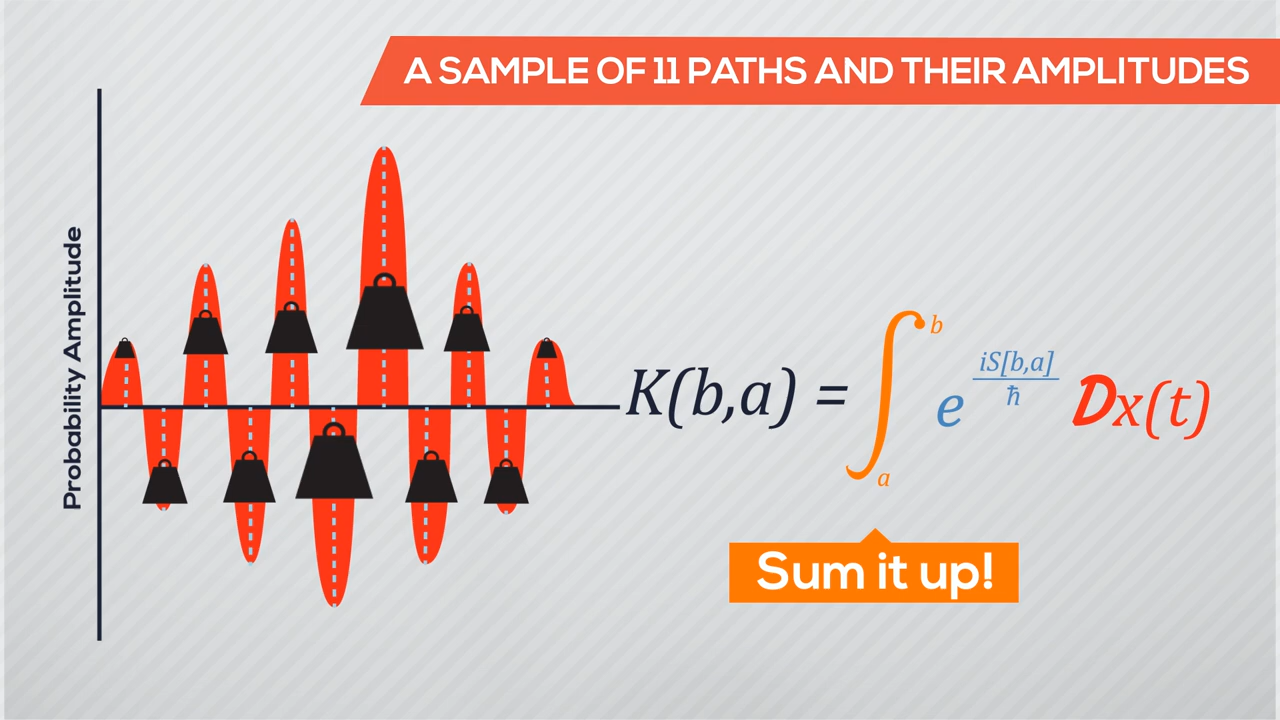 A SAMPLE OF 11 PATHS AND THEIR AMPLITUDES
Probability Amplitude
K(b,a) = ∫ₐᵇ e^(iS[b,a]/ħ) 𝒟x(t)
Sum it up!